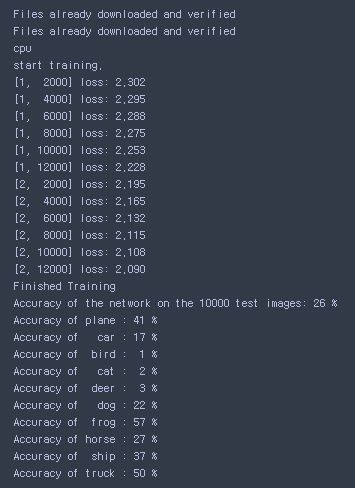 Files already downloaded and verified
Files already downloaded and verified
cpu
start training.
[1,  2000] loss: 2.302
[1,  4000] loss: 2.295
[1,  6000] loss: 2.288
[1,  8000] loss: 2.275
[1, 10000] loss: 2.253
[1, 12000] loss: 2.228
[2,  2000] loss: 2.195
[2,  4000] loss: 2.165
[2,  6000] loss: 2.132
[2,  8000] loss: 2.115
[2, 10000] loss: 2.108
[2, 12000] loss: 2.090
Finished Training
Accuracy of the network on the 10000 test images: 26 %
Accuracy of plane : 41 %
Accuracy of   car : 17 %
Accuracy of  bird :  1 %
Accuracy of   cat :  2 %
Accuracy of  deer :  3 %
Accuracy of   dog : 22 %
Accuracy of  frog : 57 %
Accuracy of horse : 27 %
Accuracy of  ship : 37 %
Accuracy of truck : 50 %